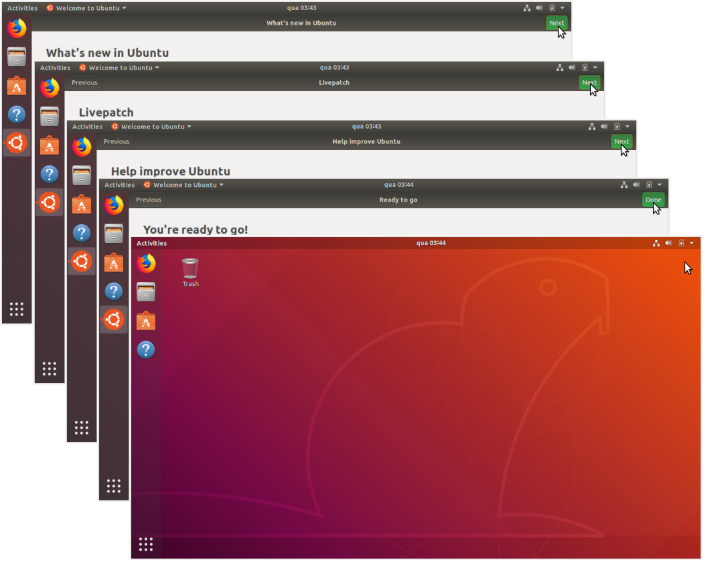 Activities Welcome to Ubuntu qua 03:43
What's new in Ubuntu Next
What's new in Ubuntu
Activities Welcome to Ubuntu qua 03:43
Previous Livepatch Next
Livepatch
Activities Welcome to Ubuntu qua 03:43
Previous Help improve Ubuntu Next
Help improve Ubuntu
Activities Welcome to Ubuntu qua 03:44
Previous Ready to go Done
You're ready to go!
Activities qua 03:44
Trash